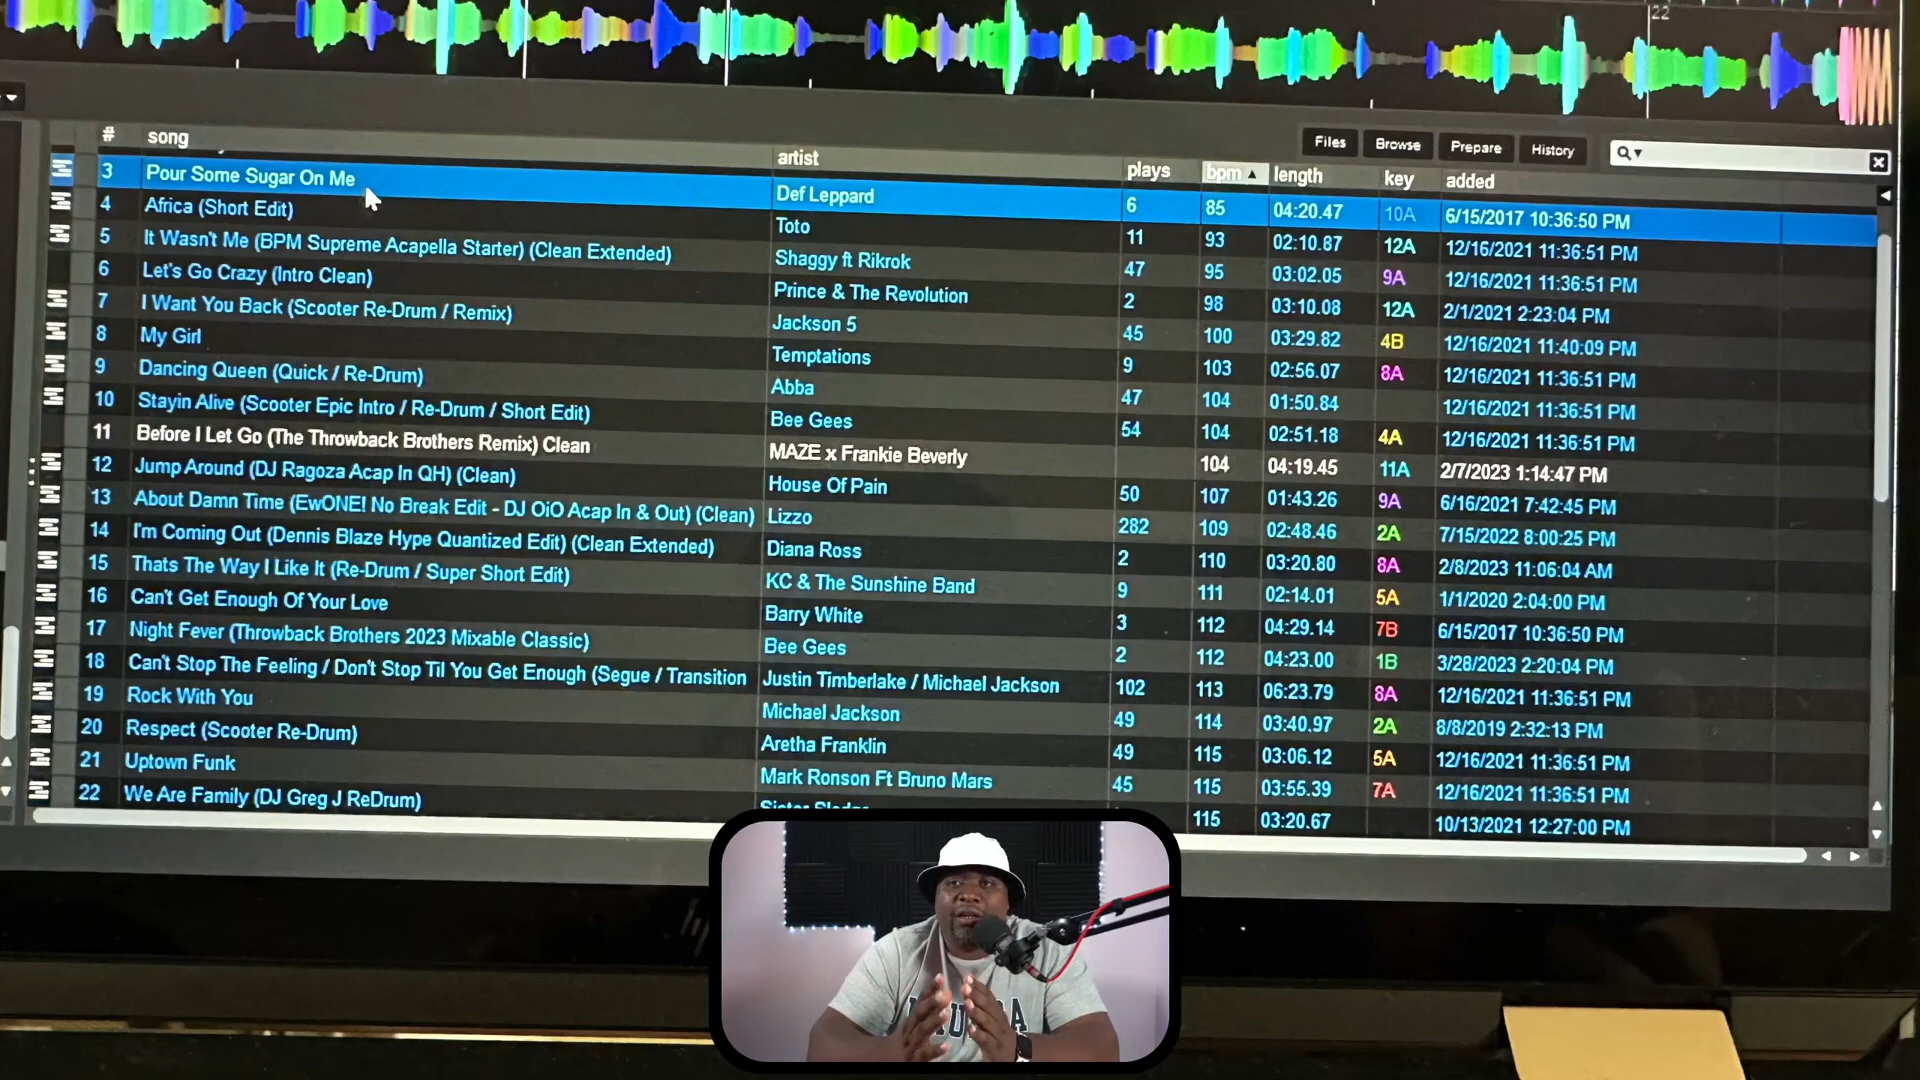 22
Files Browse Prepare History
# song artist plays bpm length key added
3 Pour Some Sugar On Me Def Leppard 6 85 04:20.47 10A 6/15/2017 10:36:50 PM
4 Africa (Short Edit) Toto 11 93 02:10.87 12A 12/16/2021 11:36:51 PM
5 It Wasn't Me (BPM Supreme Acapella Starter) (Clean Extended) Shaggy ft Rikrok 47 95 03:02.05 9A 12/16/2021 11:36:51 PM
6 Let's Go Crazy (Intro Clean) Prince & The Revolution 2 98 03:10.08 12A 2/1/2021 2:23:04 PM
7 I Want You Back (Scooter Re-Drum / Remix) Jackson 5 45 100 03:29.82 4B 12/16/2021 11:40:09 PM
8 My Girl Temptations 9 103 02:56.07 8A 12/16/2021 11:36:51 PM
9 Dancing Queen (Quick / Re-Drum) Abba 47 104 01:50.84 12/16/2021 11:36:51 PM
10 Stayin Alive (Scooter Epic Intro / Re-Drum / Short Edit) Bee Gees 54 104 02:51.18 4A 12/16/2021 11:36:51 PM
11 Before I Let Go (The Throwback Brothers Remix) Clean MAZE x Frankie Beverly 104 04:19.45 11A 2/7/2023 1:14:47 PM
12 Jump Around (DJ Ragoza Acap In QH) (Clean) House Of Pain 50 107 01:43.26 9A 6/16/2021 7:42:45 PM
13 About Damn Time (EwONE! No Break Edit - DJ OiO Acap In & Out) (Clean) Lizzo 282 109 02:48.46 2A 7/15/2022 8:00:25 PM
14 I'm Coming Out (Dennis Blaze Hype Quantized Edit) (Clean Extended) Diana Ross 2 110 03:20.80 8A 2/8/2023 11:06:04 AM
15 Thats The Way I Like It (Re-Drum / Super Short Edit) KC & The Sunshine Band 9 111 02:14.01 5A 1/1/2020 2:04:00 PM
16 Can't Get Enough Of Your Love Barry White 3 112 04:29.14 7B 6/15/2017 10:36:50 PM
17 Night Fever (Throwback Brothers 2023 Mixable Classic) Bee Gees 2 112 04:23.00 1B 3/28/2023 2:20:04 PM
18 Can't Stop The Feeling / Don't Stop Til You Get Enough (Segue / Transition Justin Timberlake / Michael Jackson 102 113 06:23.79 8A 12/16/2021 11:36:51 PM
19 Rock With You Michael Jackson 49 114 03:40.97 2A 8/8/2019 2:32:13 PM
20 Respect (Scooter Re-Drum) Aretha Franklin 49 115 03:06.12 5A 12/16/2021 11:36:51 PM
21 Uptown Funk Mark Ronson Ft Bruno Mars 45 115 03:55.39 7A 12/16/2021 11:36:51 PM
22 We Are Family (DJ Greg J ReDrum) 115 03:20.67 10/13/2021 12:27:00 PM